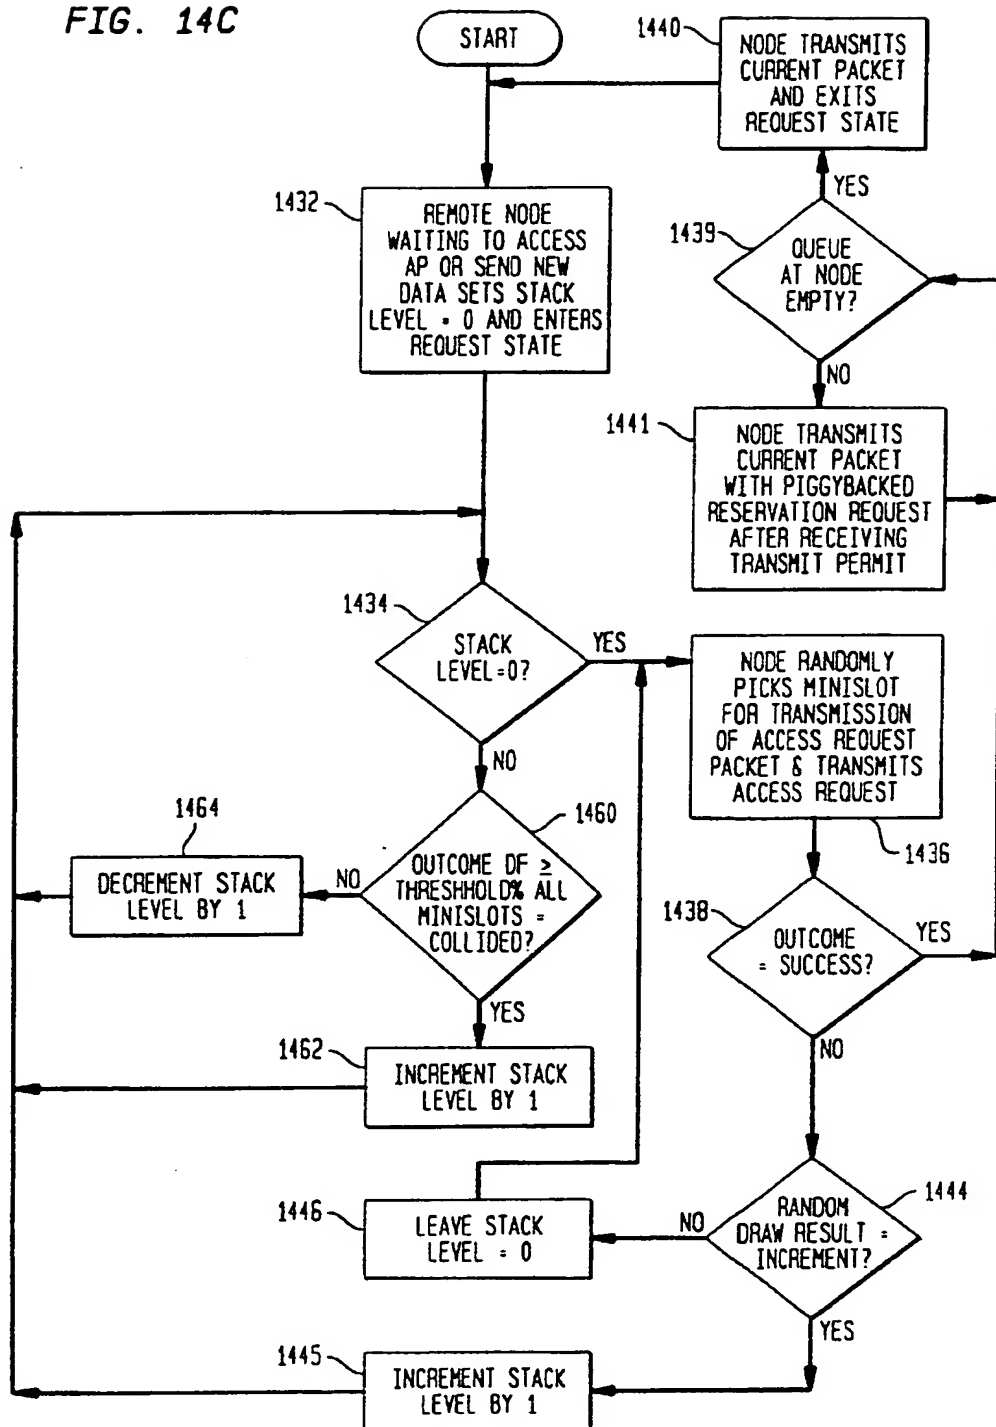 FIG. 14C
START
1440
NODE TRANSMITS
CURRENT PACKET
AND EXITS
REQUEST STATE
YES
1432
REMOTE NODE
WAITING TO ACCESS
AP OR SEND NEW
DATA SETS STACK
LEVEL = 0 AND ENTERS
REQUEST STATE
1439
QUEUE
AT NODE
EMPTY?
NO
1441
NODE TRANSMITS
CURRENT PACKET
WITH PIGGYBACKED
RESERVATION REQUEST
AFTER RECEIVING
TRANSMIT PERMIT
1434
STACK
LEVEL=0?
YES
NO
NODE RANDOMLY
PICKS MINISLOT
FOR TRANSMISSION
OF ACCESS REQUEST
PACKET & TRANSMITS
ACCESS REQUEST
1436
1464
DECREMENT STACK
LEVEL BY 1
NO
1460
OUTCOME OF ≥
THRESHHOLD% ALL
MINISLOTS =
COLLIDED?
YES
1438
OUTCOME
= SUCCESS?
YES
NO
1462
INCREMENT STACK
LEVEL BY 1
1446
LEAVE STACK
LEVEL = 0
NO
1444
RANDOM
DRAW RESULT =
INCREMENT?
YES
1445
INCREMENT STACK
LEVEL BY 1